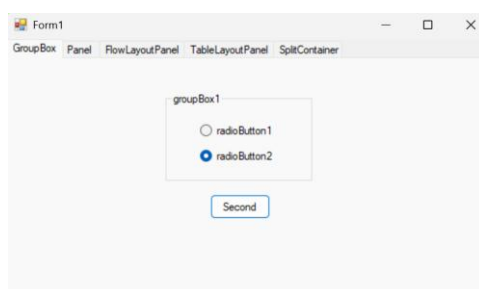 Form1
GroupBox Panel FlowLayoutPanel TableLayoutPanel SplitContainer
groupBox1
radioButton1
radioButton2
Second